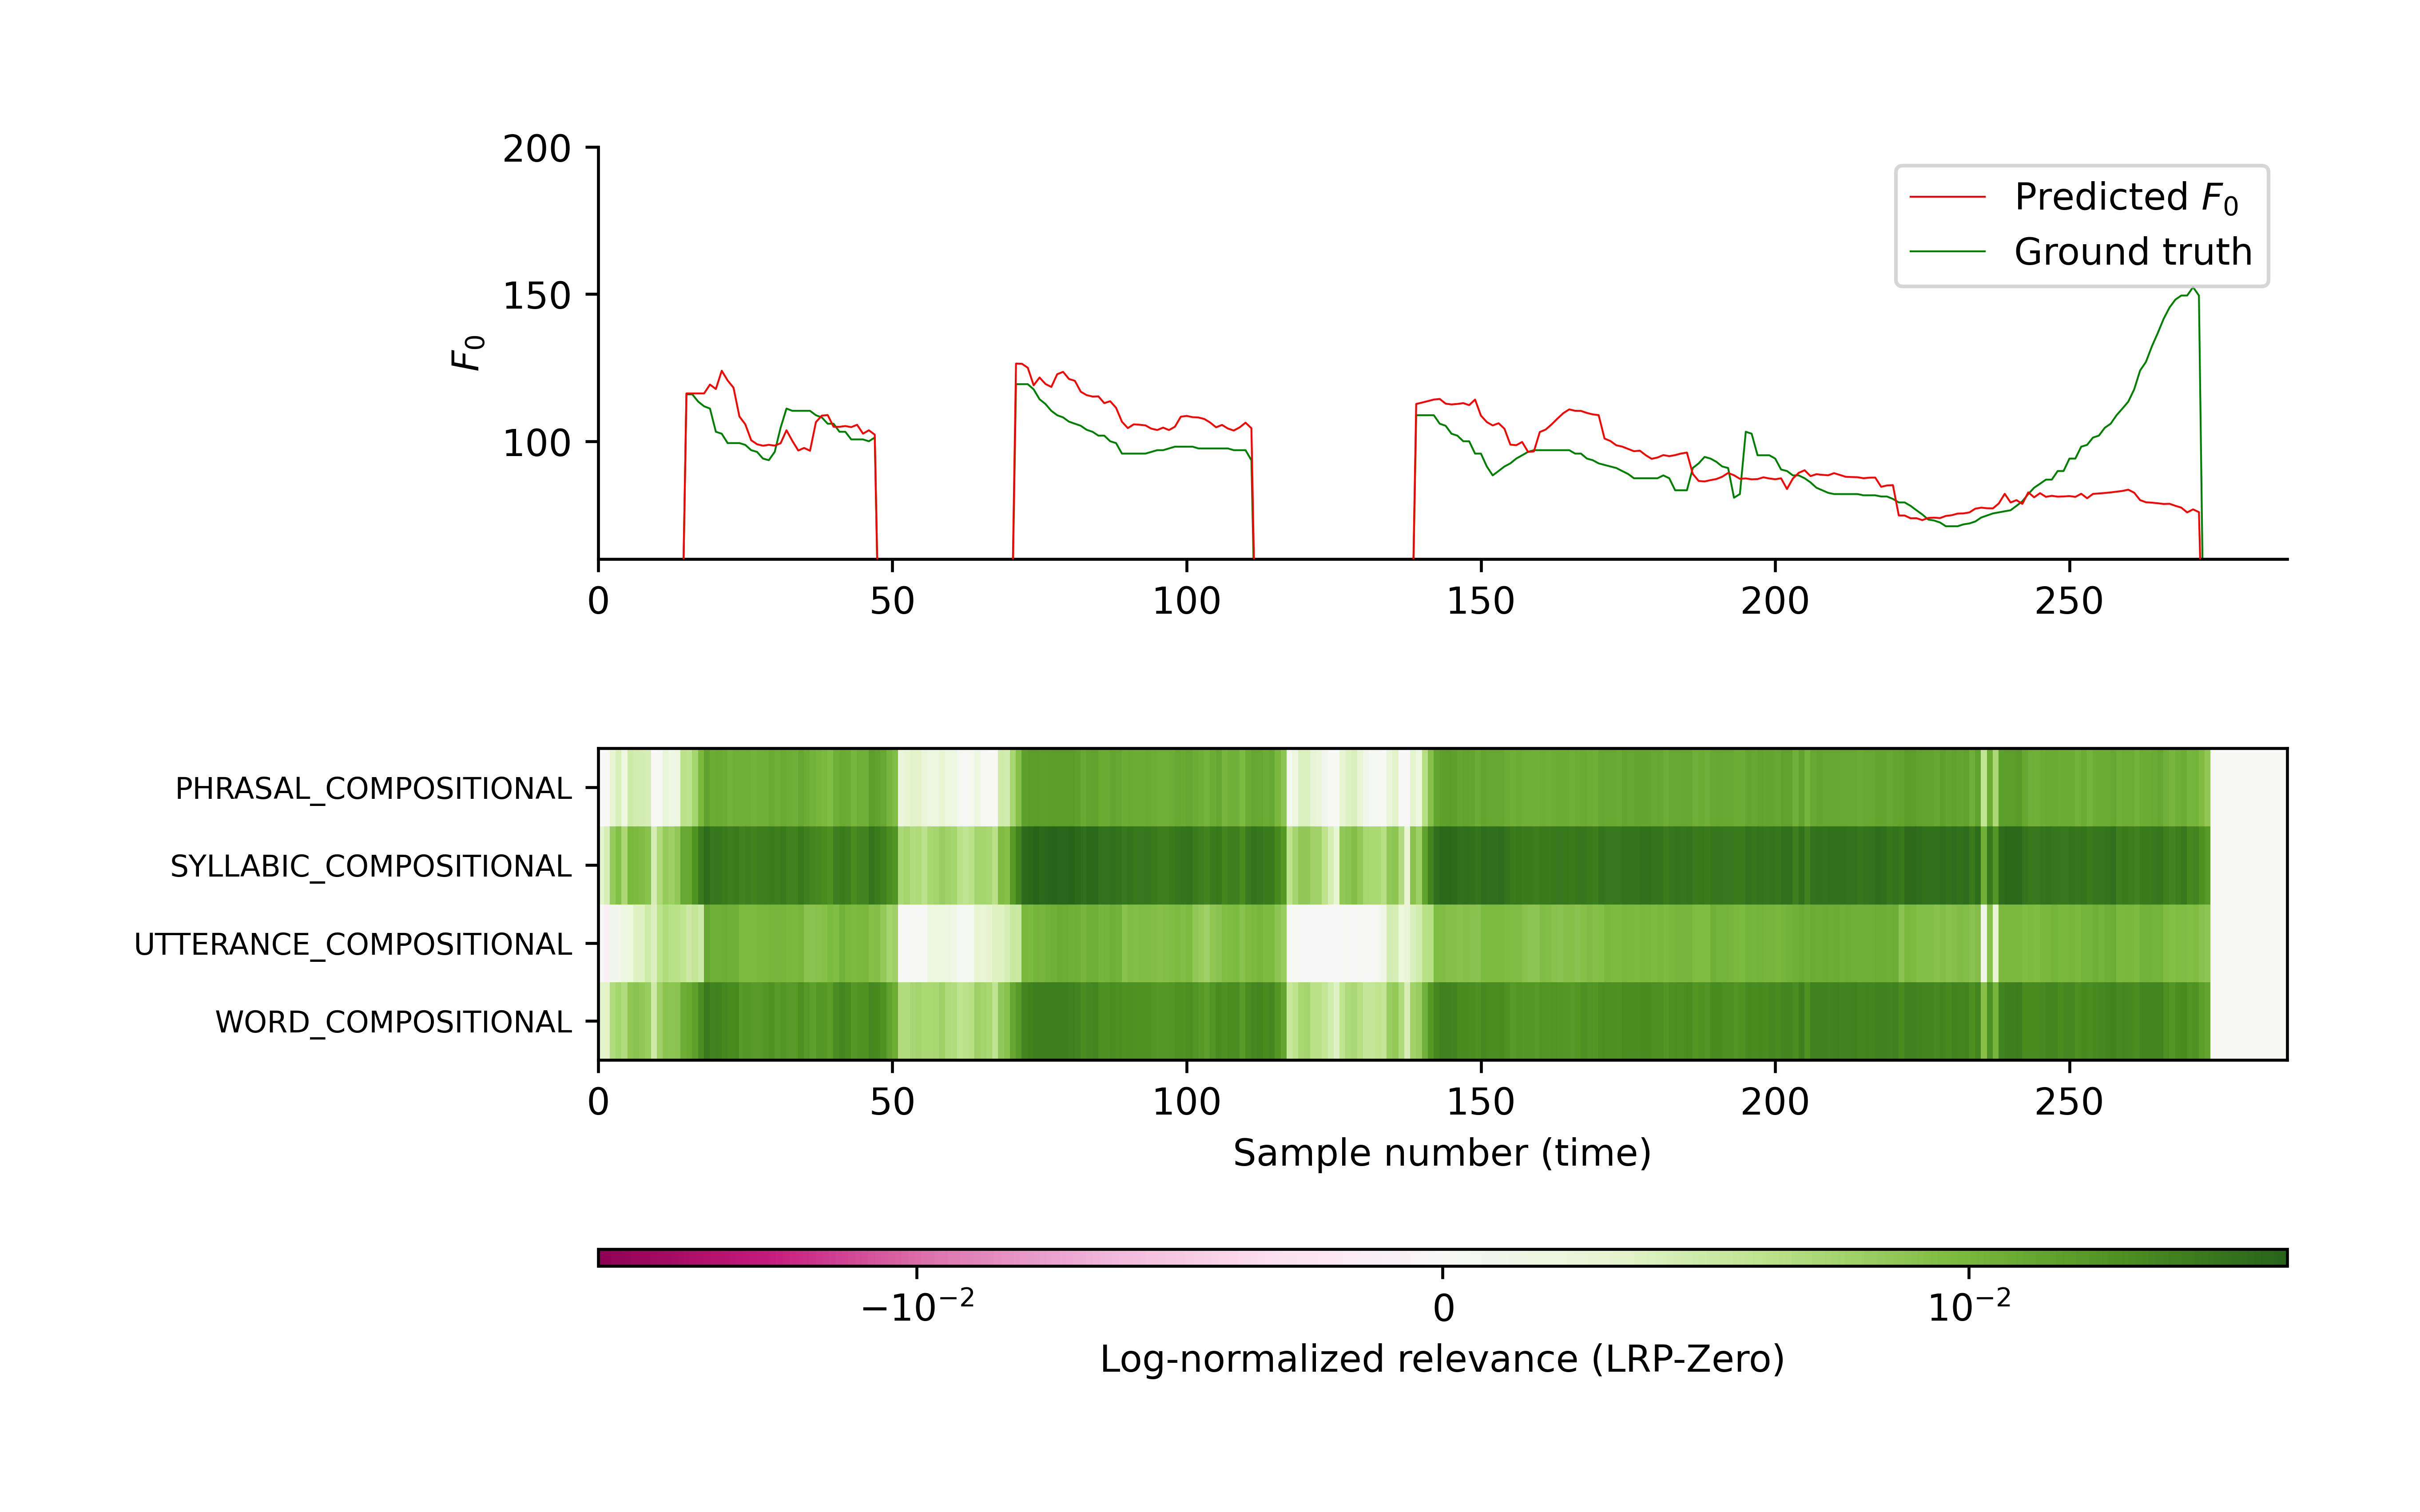 200
150
100
F₀
Predicted F₀
Ground truth
0 50 100 150 200 250
PHRASAL_COMPOSITIONAL
SYLLABIC_COMPOSITIONAL
UTTERANCE_COMPOSITIONAL
WORD_COMPOSITIONAL
0 50 100 150 200 250
Sample number (time)
−10⁻² 0 10⁻²
Log-normalized relevance (LRP-Zero)